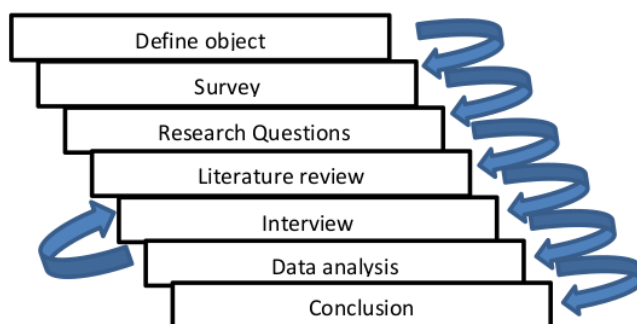 Define object
Survey
Research Questions
Literature review
Interview
Data analysis
Conclusion